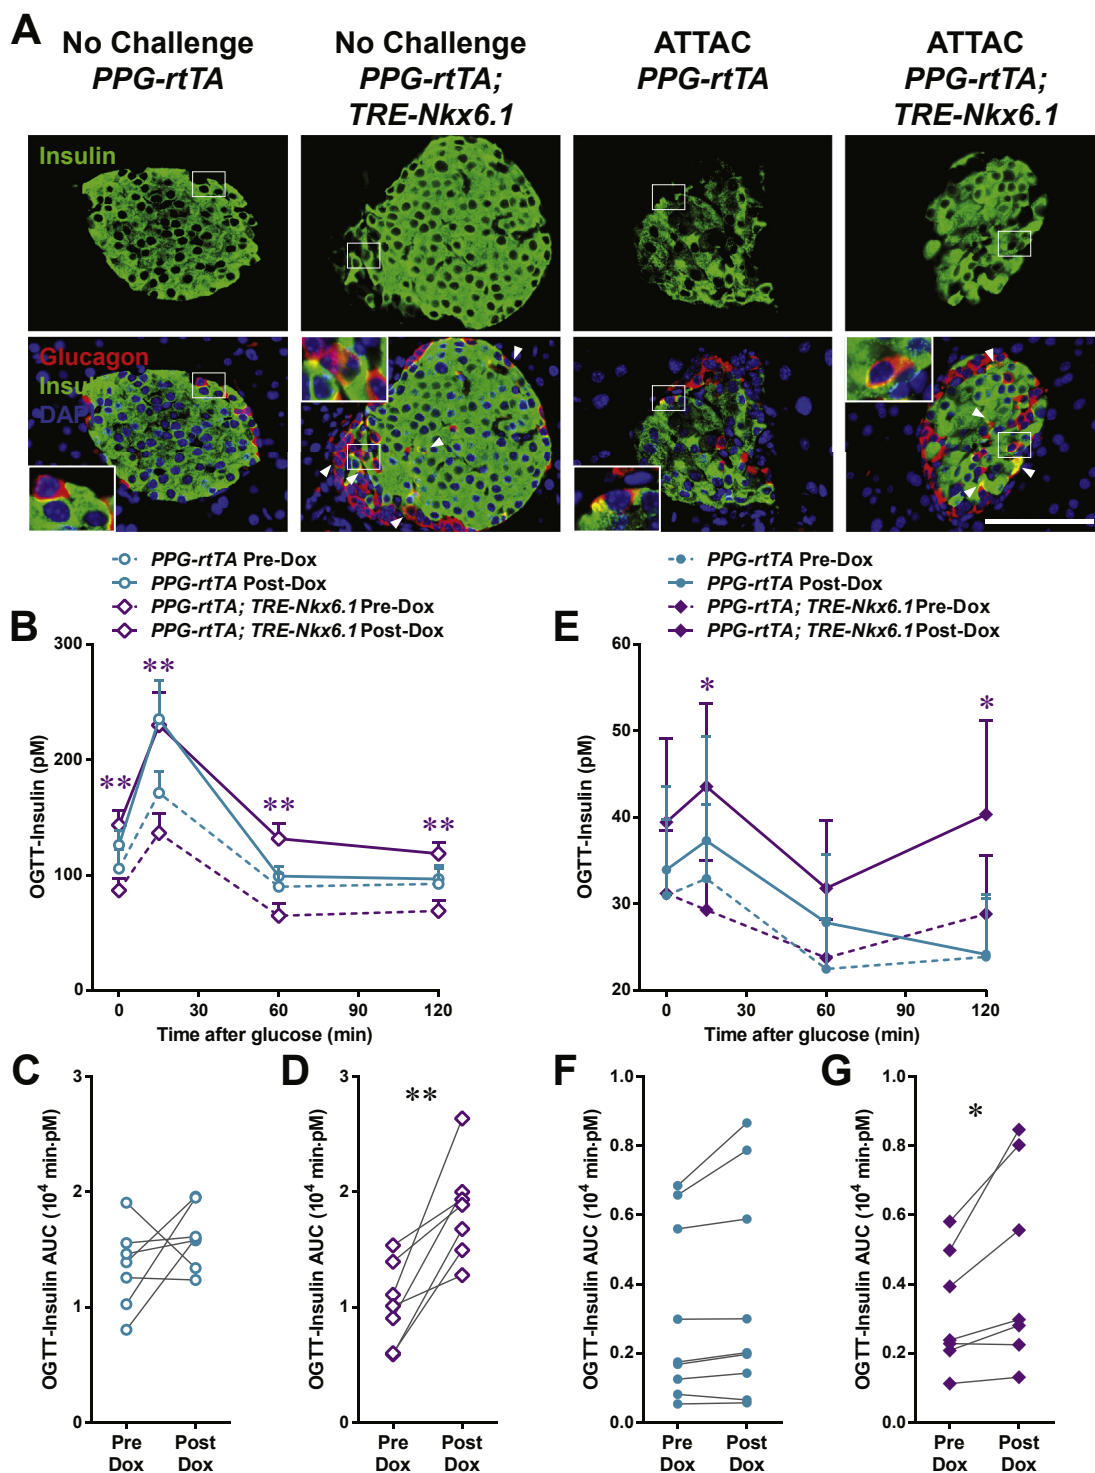 A
No Challenge
PPG-rtTA
No Challenge
PPG-rtTA;
TRE-Nkx6.1
ATTAC
PPG-rtTA
ATTAC
PPG-rtTA;
TRE-Nkx6.1
Insulin
Glucagon
Insulin
DAPI
PPG-rtTA Pre-Dox
PPG-rtTA Post-Dox
PPG-rtTA; TRE-Nkx6.1 Pre-Dox
PPG-rtTA; TRE-Nkx6.1 Post-Dox
PPG-rtTA Pre-Dox
PPG-rtTA Post-Dox
PPG-rtTA; TRE-Nkx6.1 Pre-Dox
PPG-rtTA; TRE-Nkx6.1 Post-Dox
B
OGTT-Insulin (pM)
300
200
100
0
**
**
**
**
0 30 60 90 120
Time after glucose (min)
E
OGTT-Insulin (pM)
60
50
40
30
20
*
*
0 30 60 90 120
Time after glucose (min)
C
OGTT-Insulin AUC (10⁴ min·pM)
3
2
1
0
Pre Dox
Post Dox
D
OGTT-Insulin AUC (10⁴ min·pM)
3
2
1
0
**
Pre Dox
Post Dox
F
OGTT-Insulin AUC (10⁴ min·pM)
1.0
0.8
0.6
0.4
0.2
0.0
Pre Dox
Post Dox
G
OGTT-Insulin AUC (10⁴ min·pM)
1.0
0.8
0.6
0.4
0.2
0.0
*
Pre Dox
Post Dox